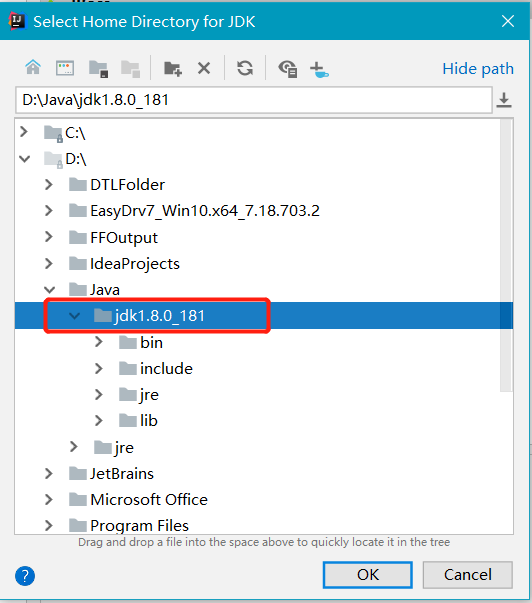 Select Home Directory for JDK
Hide path
D:\Java\jdk1.8.0_181
C:\
D:\
DTLFolder
EasyDrv7_Win10.x64_7.18.703.2
FFOutput
IdeaProjects
Java
jdk1.8.0_181
bin
include
jre
lib
jre
JetBrains
Microsoft Office
Program Files
Drag and drop a file into the space above to quickly locate it in the tree
?
OK
Cancel